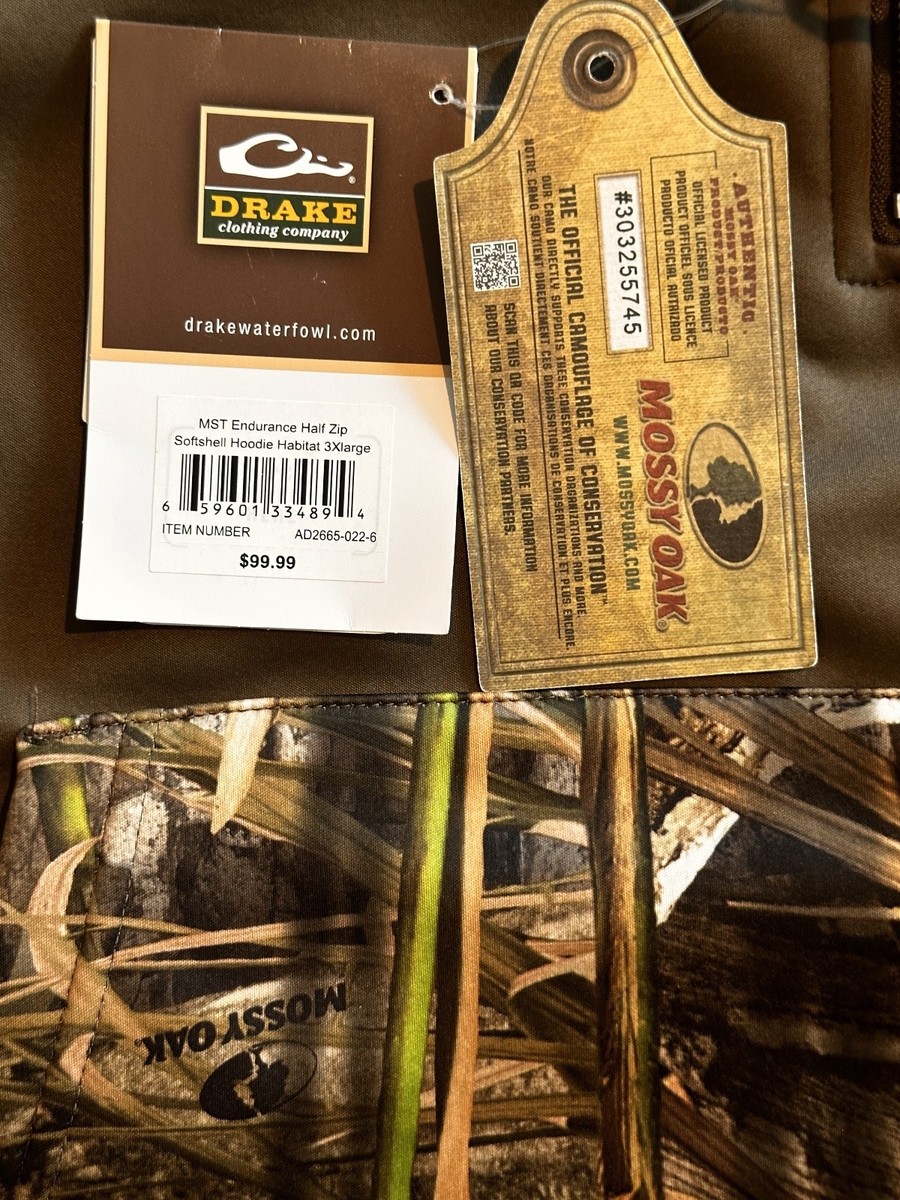 DRAKE
clothing company
drakewaterfowl.com
MST Endurance Half Zip
Softshell Hoodie Habitat 3Xlarge
6 59601 33489 4
ITEM NUMBER AD2665-022-6
$99.99
·AUTHENTIC·
MOSSY OAK
PRODUCT/PRODUCTO
OFFICIAL LICENSED PRODUCT
PRODUCT OFFICIEL SOUS LICENCE
PRODUCTO OFICIAL AUTORIZADO
#3032255745
MOSSY OAK®
WWW.MOSSYOAK.COM
THE OFFICIAL CAMOUFLAGE OF CONSERVATION™
OUR CAMO DIRECTLY SUPPORTS THESE CONSERVATION ORGANIZATIONS AND MORE.
NOTRE CAMO SOUTIENT DIRECTEMENT CES ORGANISATIONS DE CONSERVATION ET PLUS ENCORE.
SCAN THIS QR CODE FOR MORE INFORMATION
ABOUT OUR CONSERVATION PARTNERS.
MOSSY OAK